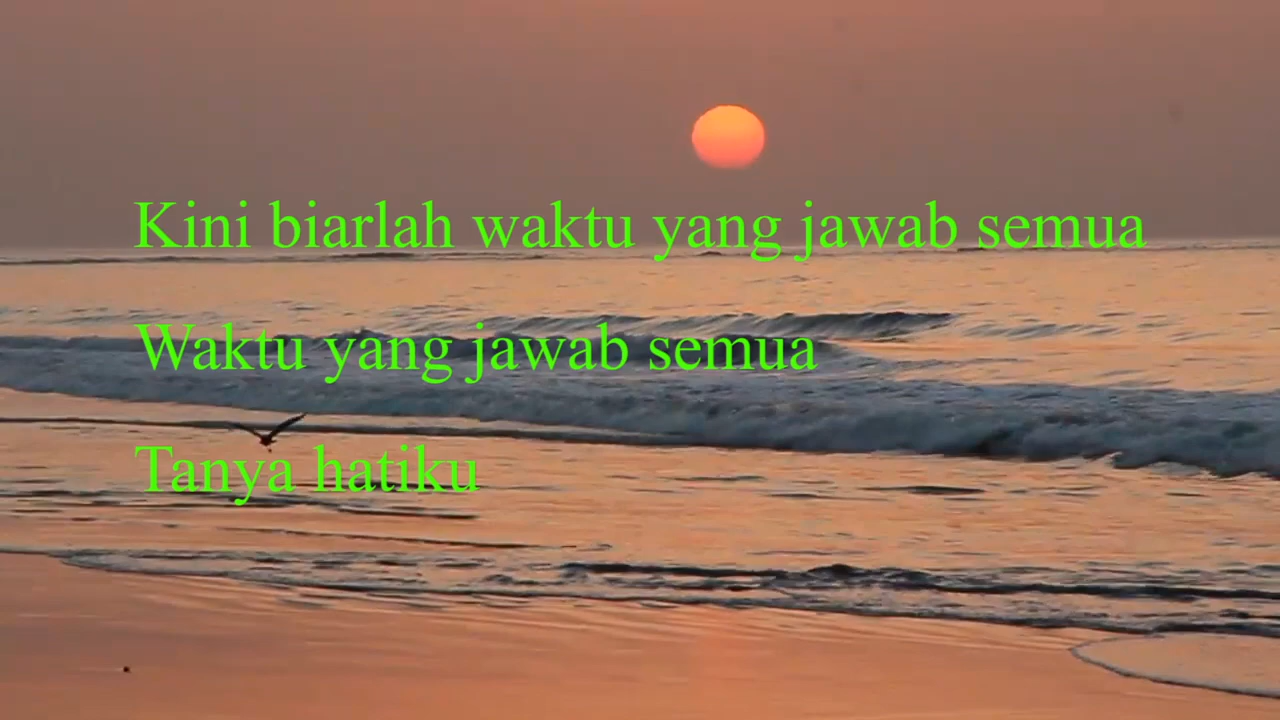 Kini biarlah waktu yang jawab semua
Waktu yang jawab semua
Tanya hatiku